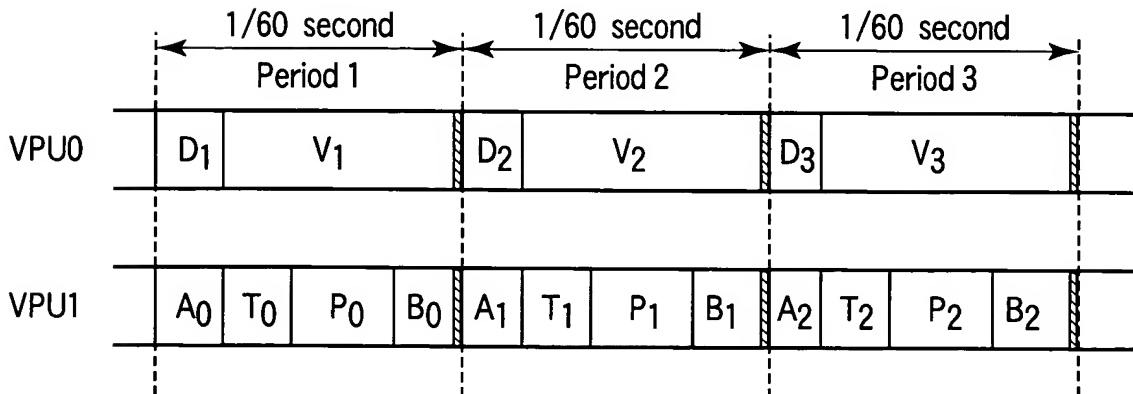 1/60 second 1/60 second 1/60 second
Period 1 Period 2 Period 3
VPU0 D1 V1 D2 V2 D3 V3
VPU1 A0 T0 P0 B0 A1 T1 P1 B1 A2 T2 P2 B2